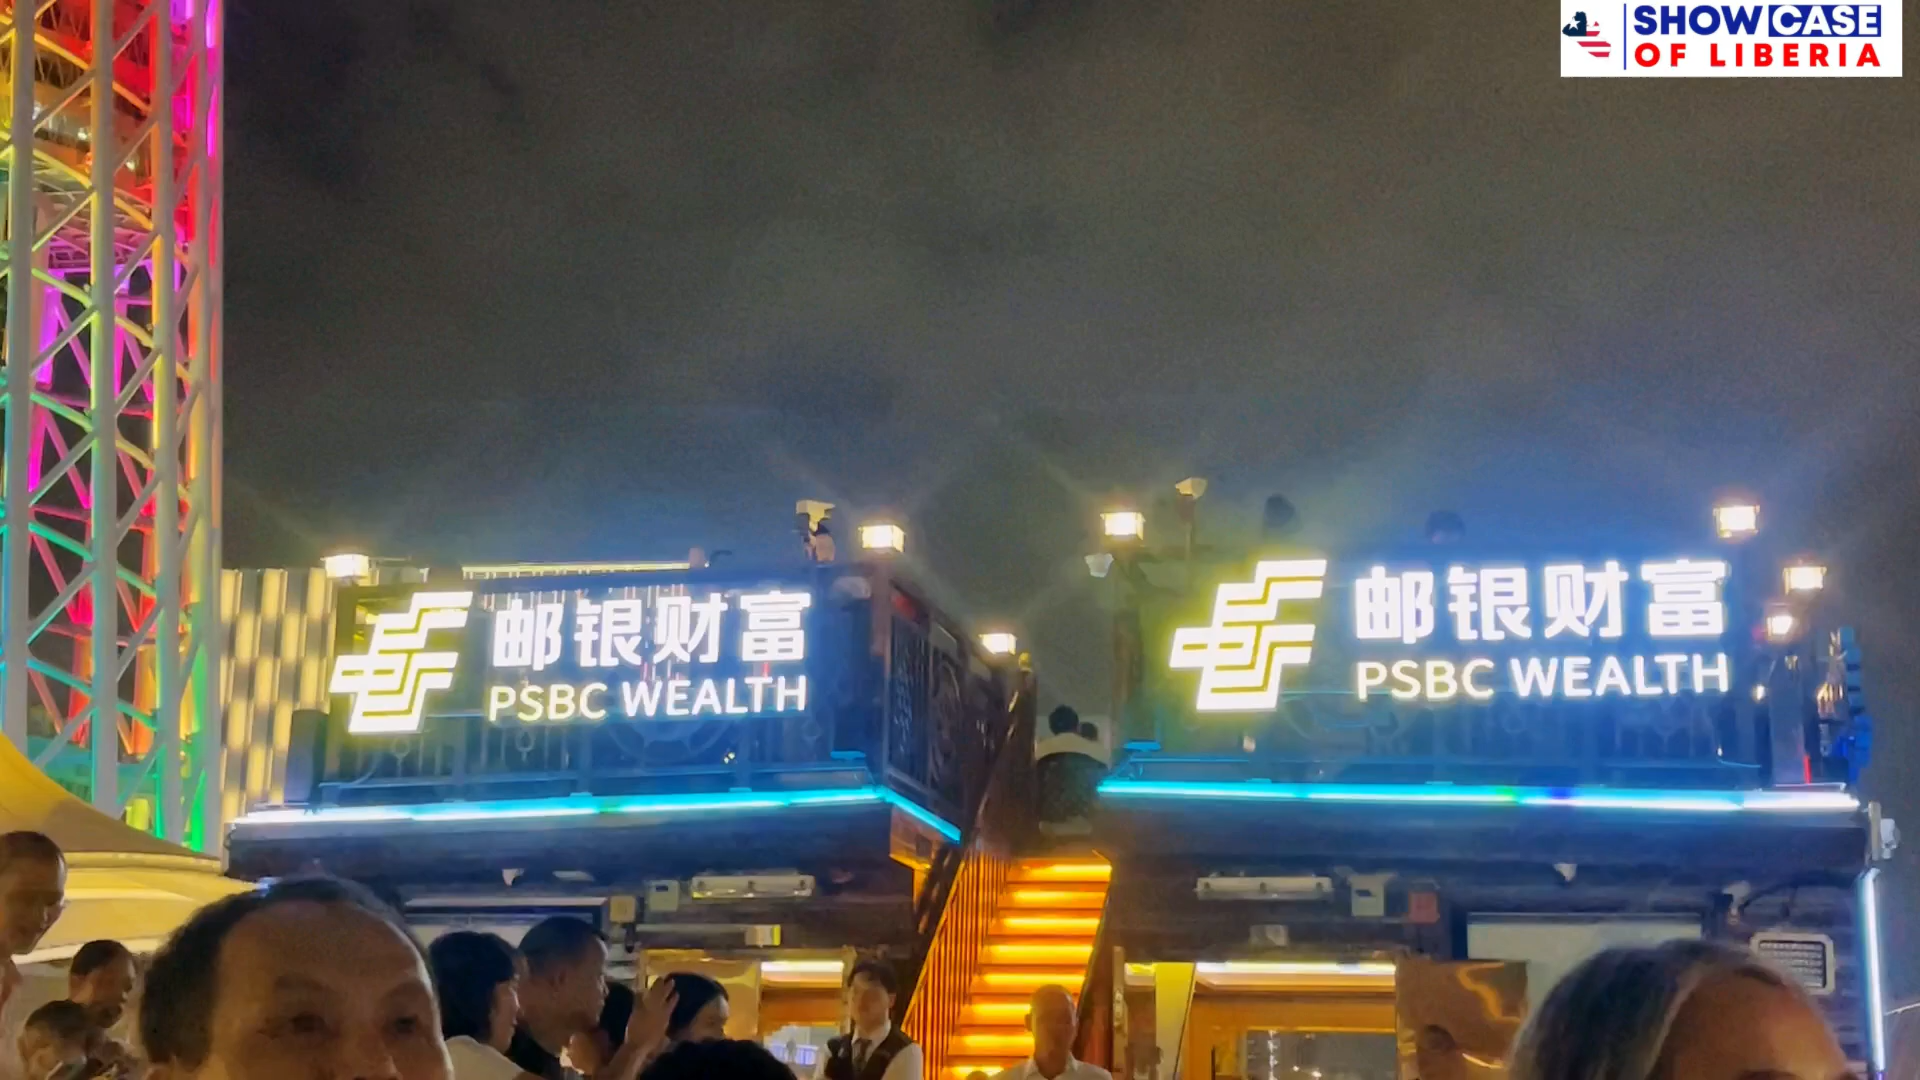 SHOWCASE
OF LIBERIA
邮银财富
PSBC WEALTH
邮银财富
PSBC WEALTH